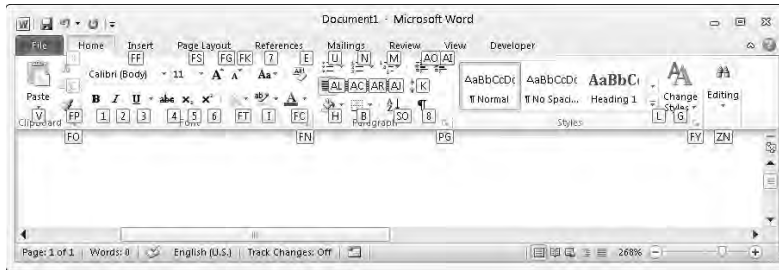 Document1 - Microsoft Word
File Home Insert Page Layout References Mailings Review View Developer
FF FS FG FK 7 E U N M AO AI
Calibri (Body) 11 A A Aa AL AC AR AJ K
AaBbCcDc AaBbCcDc AaBbC A
Paste B I U abc x, x² A ¶ ¶ Normal ¶ No Spaci... Heading 1 Change Styles Editing
V FP 1 2 3 4 5 6 FT I FC H B SO 8 L G
Clipboard Font Paragraph Styles
FO FN PG FY ZN
Page: 1 of 1 Words: 0 English (U.S.) Track Changes: Off 268%